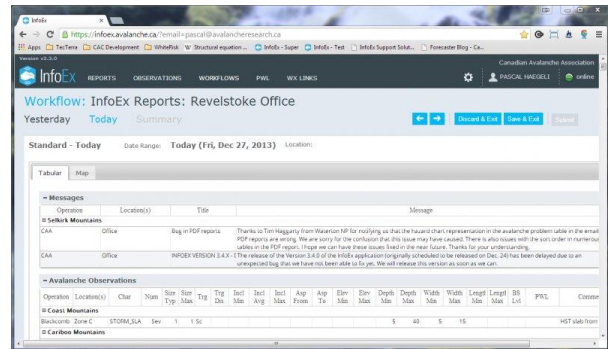 InfoEx
https://infoex.avalanche.ca/?email=pascal@avalancheresearch.ca
Apps TecTerra CAC Development WhiteRisk Structural equation ... InfoEx - Super InfoEx - Test InfoEx Support Solut... Forecaster Blog - Ca...
Version v3.3.0
Canadian Avalanche Association
InfoEx REPORTS OBSERVATIONS WORKFLOWS PWL WX LINKS PASCAL HAEGELI online
Workflow: InfoEx Reports: Revelstoke Office
Yesterday Today Summary
Discard & Exit Save & Exit Submit
Standard - Today Date Range: Today (Fri, Dec 27, 2013) Location:
Tabular Map
Messages
Operation Location(s) Title Message
Selkirk Mountains
CAA Office Bug in PDF reports Thanks to Tim Haggarty from Waterton NP for notifying us that the hazard chart representation in the avalanche problem table in the email
PDF reports are wrong. We are sorry for the confusion that this issue may have caused. There is also issues with the sort order in numerou
tables in the PDF report. I hope we can have these issues fixed in the near future. Thanks for your understanding.
CAA Office INFOEX VERSION 3.4.X - The release of the Version 3.4.0 of the InfoEx application (originally scheduled to be released on Dec. 24) has been delayed due to an
unexpected bug that we have not been able to fix yet. We will release this version as soon as we can.
Avalanche Observations
Operation Location(s) Char Num Size Typ Size Max Trg Trg Dis Incl Min Incl Avg Incl Max Asp From Asp To Elev Min Elev Max Depth Min Depth Max Width Min Width Max Length Min Length Max BS Lvl PWL Comme
Coast Mountains
Blackcomb Zone C STORM_SLA Sev 1 1 Sc 5 40 5 15 HST slab from
Cariboo Mountains